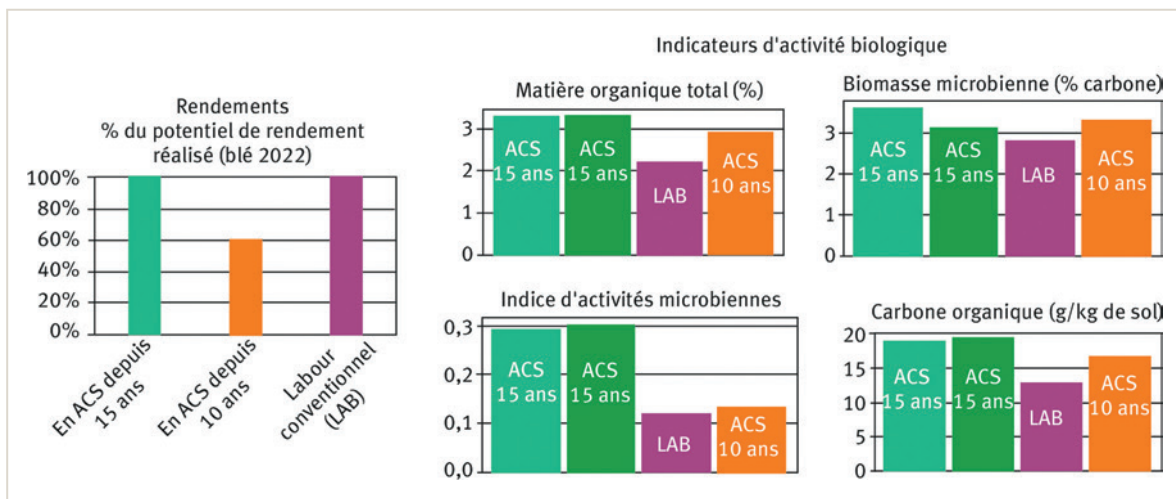 Indicateurs d'activité biologique
Rendements
% du potentiel de rendement
réalisé (blé 2022)
100%
80%
60%
40%
20%
0%
En ACS depuis
15 ans
En ACS depuis
10 ans
Labour
conventionnel
(LAB)
Matière organique total (%)
3
2
1
0
ACS
15 ans
ACS
15 ans
LAB
ACS
10 ans
Biomasse microbienne (% carbone)
3
2
1
0
ACS
15 ans
ACS
15 ans
LAB
ACS
10 ans
Indice d'activités microbiennes
0,3
0,2
0,1
0,0
ACS
15 ans
ACS
15 ans
LAB
ACS
10 ans
Carbone organique (g/kg de sol)
20
15
10
5
0
ACS
15 ans
ACS
15 ans
LAB
ACS
10 ans